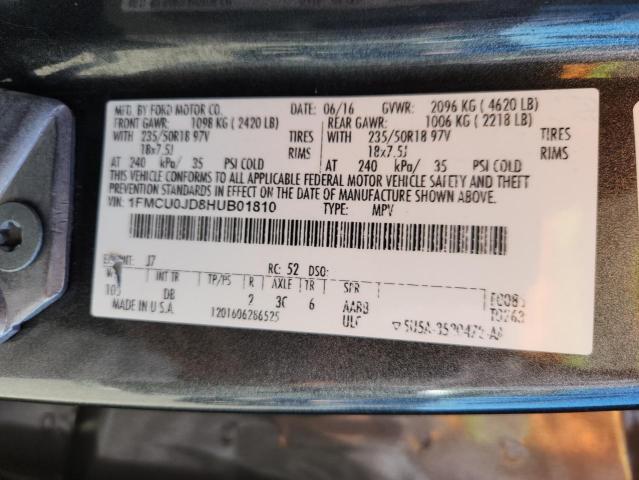 MFD. BY FORD MOTOR CO. DATE: 06/16 GVWR: 2096 KG ( 4620 LB)
FRONT GAWR: 1098 KG ( 2420 LB) REAR GAWR: 1006 KG ( 2218 LB)
WITH 235/50R18 97V TIRES WITH 235/50R18 97V TIRES
18x7.5J RIMS 18x7.5J RIMS
AT 240 kPa/ 35 PSI COLD AT 240 kPa/ 35 PSI COLD
THIS VEHICLE CONFORMS TO ALL APPLICABLE FEDERAL MOTOR VEHICLE SAFETY AND THEFT
PREVENTION STANDARDS IN EFFECT ON THE DATE OF MANUFACTURE SHOWN ABOVE.
VIN: 1FMCU0JD8HUB01810 TYPE: MPV
J7 RC: 52 DSO:
INT TR TP/PS R AXLE TR SPR
DB 2 3C 6 AARB
MADE IN U.S.A. ULC
1201606286525